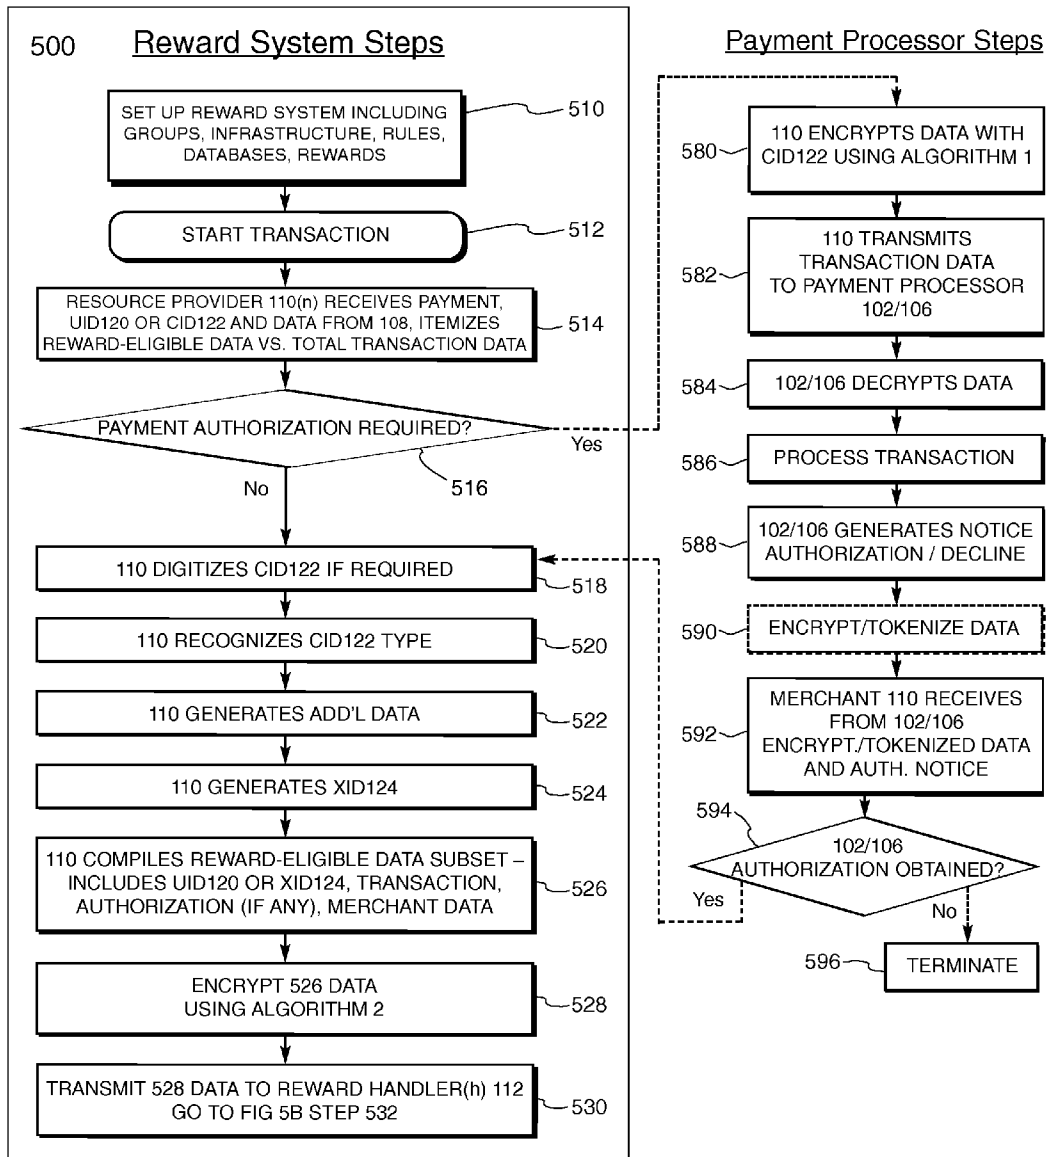 500
Reward System Steps
SET UP REWARD SYSTEM INCLUDING
GROUPS, INFRASTRUCTURE, RULES,
DATABASES, REWARDS
510
START TRANSACTION
512
RESOURCE PROVIDER 110(n) RECEIVES PAYMENT,
UID120 OR CID122 AND DATA FROM 108, ITEMIZES
REWARD-ELIGIBLE DATA VS. TOTAL TRANSACTION DATA
514
PAYMENT AUTHORIZATION REQUIRED?
Yes
516
No
110 DIGITIZES CID122 IF REQUIRED
518
110 RECOGNIZES CID122 TYPE
520
110 GENERATES ADD'L DATA
522
110 GENERATES XID124
524
110 COMPILES REWARD-ELIGIBLE DATA SUBSET –
INCLUDES UID120 OR XID124, TRANSACTION,
AUTHORIZATION (IF ANY), MERCHANT DATA
526
ENCRYPT 526 DATA
USING ALGORITHM 2
528
TRANSMIT 528 DATA TO REWARD HANDLER(h) 112
GO TO FIG 5B STEP 532
530
Payment Processor Steps
580
110 ENCRYPTS DATA WITH
CID122 USING ALGORITHM 1
582
110 TRANSMITS
TRANSACTION DATA
TO PAYMENT PROCESSOR
102/106
584
102/106 DECRYPTS DATA
586
PROCESS TRANSACTION
588
102/106 GENERATES NOTICE
AUTHORIZATION / DECLINE
590
ENCRYPT/TOKENIZE DATA
592
MERCHANT 110 RECEIVES
FROM 102/106
ENCRYPT./TOKENIZED DATA
AND AUTH. NOTICE
594
102/106
AUTHORIZATION OBTAINED?
Yes
No
596
TERMINATE